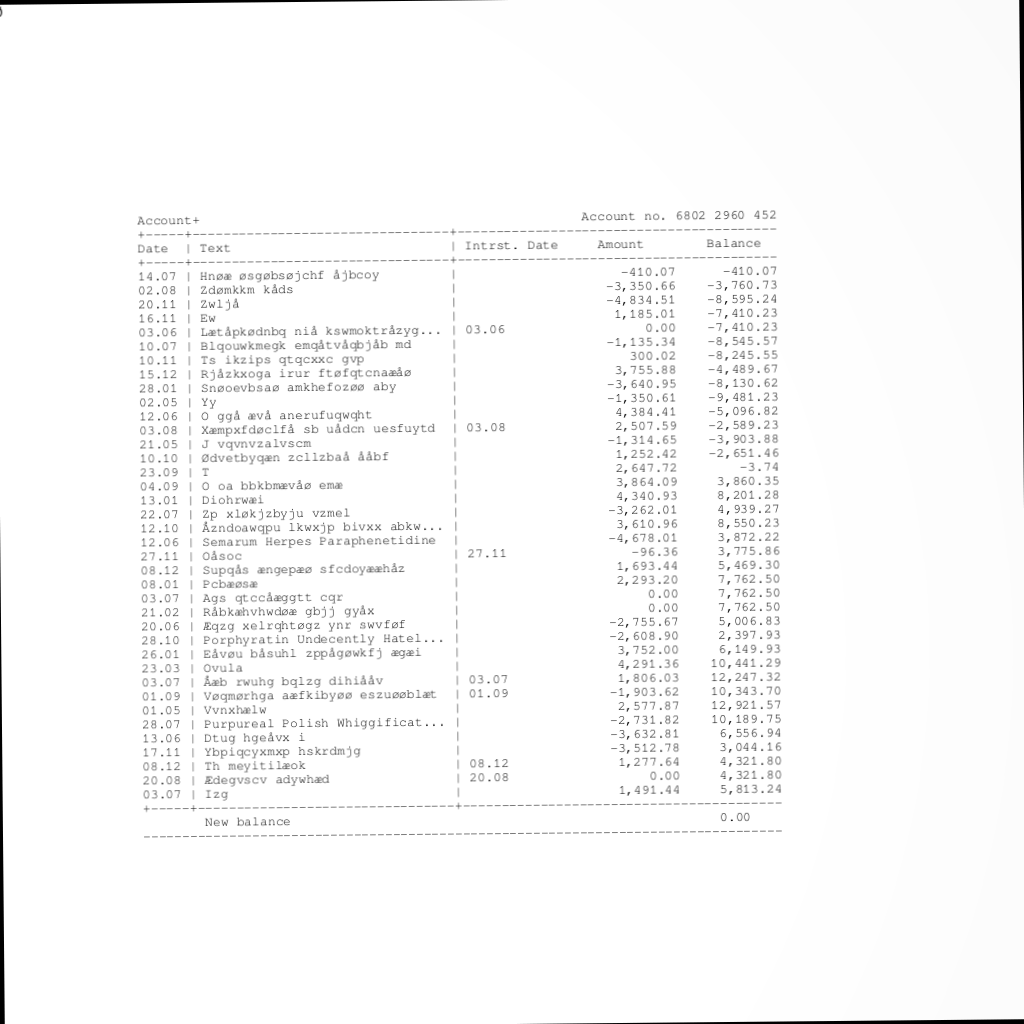 Account+ Account no. 6802 2960 452
+-----+----------------------------------+-----------------------------------------
Date | Text | Intrst. Date Amount Balance
+-----+----------------------------------+-----------------------------------------
14.07 | Hnøæ øsgøbsøjchf åjbcoy | -410.07 -410.07
02.08 | Zdømkkm kåds | -3,350.66 -3,760.73
20.11 | Zwljå | -4,834.51 -8,595.24
16.11 | Ew | 1,185.01 -7,410.23
03.06 | Lætåpkødnbq niå kswmoktråzyg... | 03.06 0.00 -7,410.23
10.07 | Blqouwkmegk emqåtvåqbjåb md | -1,135.34 -8,545.57
10.11 | Ts ikzips qtqcxxc gvp | 300.02 -8,245.55
15.12 | Rjåzkxoga irur ftøfqtcnaæåø | 3,755.88 -4,489.67
28.01 | Snøoevbsaø amkhefozøø aby | -3,640.95 -8,130.62
02.05 | Yy | -1,350.61 -9,481.23
12.06 | O ggå ævå anerufuqwqht | 4,384.41 -5,096.82
03.08 | Xæmpxfdøclfå sb uådcn uesfuytd | 03.08 2,507.59 -2,589.23
21.05 | J vqvnvzalvscm | -1,314.65 -3,903.88
10.10 | Ødvetbyqæn zcllzbaå ååbf | 1,252.42 -2,651.46
23.09 | T | 2,647.72 -3.74
04.09 | O oa bbkbmævåø emæ | 3,864.09 3,860.35
13.01 | Diohrwæi | 4,340.93 8,201.28
22.07 | Zp xløkjzbyju vzmel | -3,262.01 4,939.27
12.10 | Åzndoawqpu lkwxjp bivxx abkw... | 3,610.96 8,550.23
12.06 | Semarum Herpes Paraphenetidine | -4,678.01 3,872.22
27.11 | Oåsoc | 27.11 -96.36 3,775.86
08.12 | Supqås ængepæø sfcdoyææhåz | 1,693.44 5,469.30
08.01 | Pcbæøsæ | 2,293.20 7,762.50
03.07 | Ags qtccåæggtt cqr | 0.00 7,762.50
21.02 | Råbkæhvhwdøæ gbjj gyåx | 0.00 7,762.50
20.06 | Æqzg xelrqhtøgz ynr swvføf | -2,755.67 5,006.83
28.10 | Porphyratin Undecently Hatel... | -2,608.90 2,397.93
26.01 | Eåvøu båsuhl zppågøwkfj ægæi | 3,752.00 6,149.93
23.03 | Ovula | 4,291.36 10,441.29
03.07 | Åæb rwuhg bqlzg dihiååv | 03.07 1,806.03 12,247.32
01.09 | Vøqmørhga aæfkibyøø eszuøøblæt | 01.09 -1,903.62 10,343.70
01.05 | Vvnxhælw | 2,577.87 12,921.57
28.07 | Purpureal Polish Whiggificat... | -2,731.82 10,189.75
13.06 | Dtug hgeåvx i | -3,632.81 6,556.94
17.11 | Ybpiqcyxmxp hskrdmjg | -3,512.78 3,044.16
08.12 | Th meyitilæok | 08.12 1,277.64 4,321.80
20.08 | Ædegvscv adywhæd | 20.08 0.00 4,321.80
03.07 | Izg | 1,491.44 5,813.24
+-----+----------------------------------+-----------------------------------------
New balance 0.00
-----------------------------------------------------------------------------------